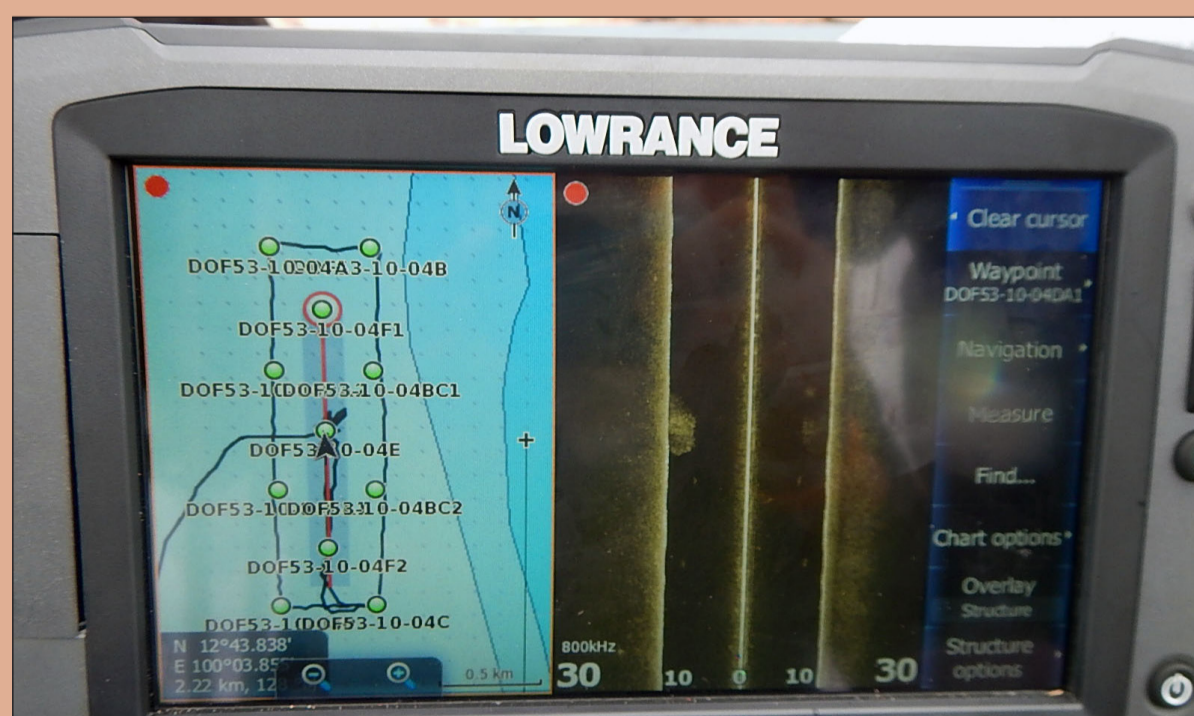 LOWRANCE
N
DOF53-10-04B
DOF53-10-04F1
DOF53-10-04BC1
DOF53- 0-04E
DOF53-10-04BC2
DOF53-10-04F2
DOF53-10-04C
N 12°43.838'
E 100°03.85
2.22 km, 12
0.5 km
800kHz
30 10 0 10 30
Clear cursor
Waypoint
DOF53-10-04DA1
Navigation
Measure
Find...
Chart options
Overlay
Structure
Structure
options